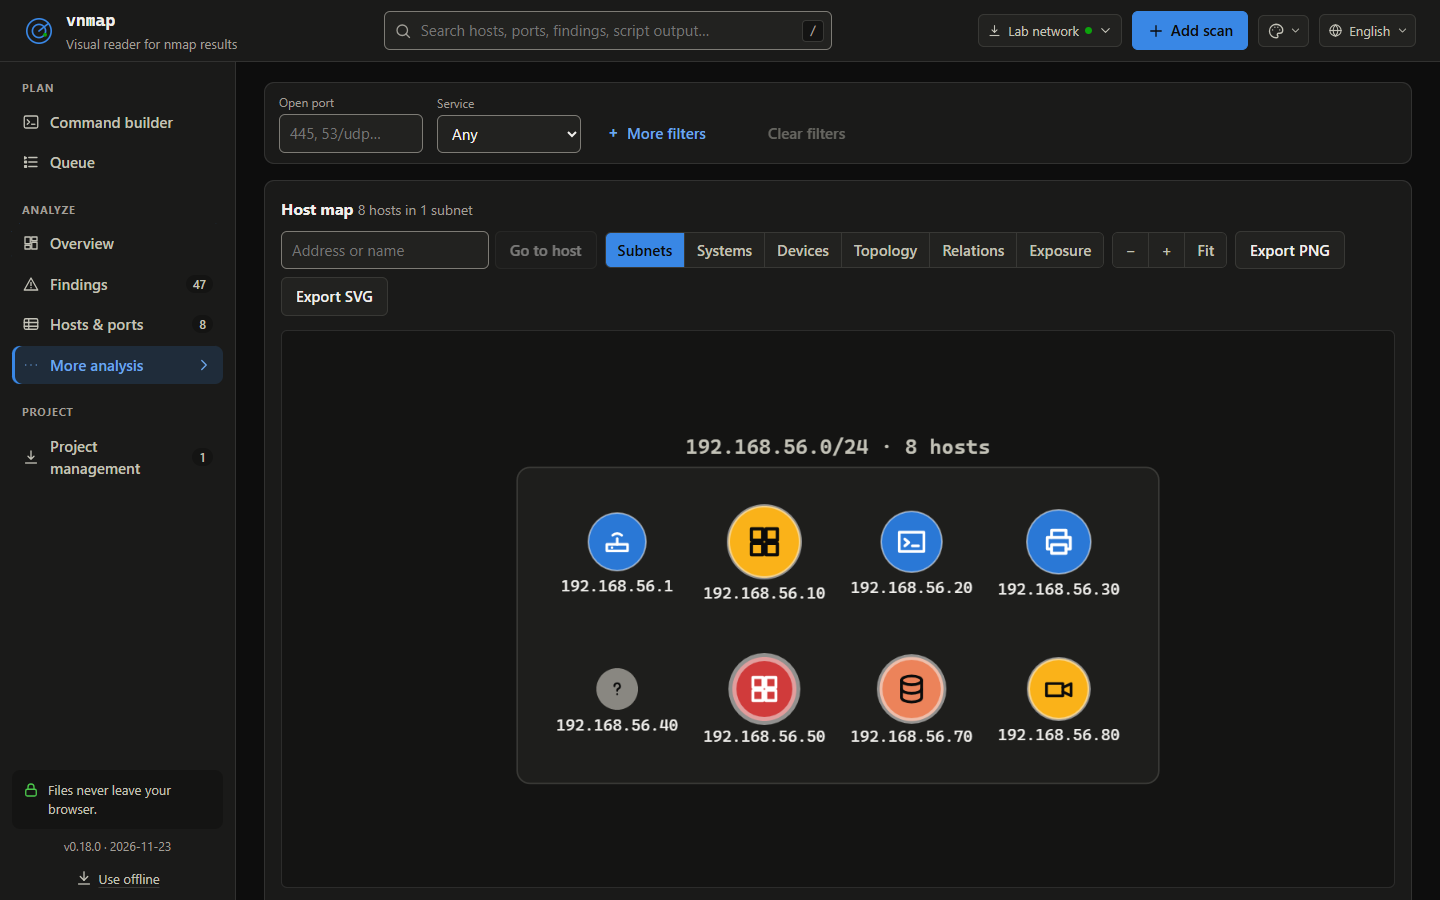 vnmap
Visual reader for nmap results
Search hosts, ports, findings, script output...
/
Lab network
Add scan
English
PLAN
Command builder
Queue
ANALYZE
Overview
Findings 47
Hosts & ports 8
More analysis
PROJECT
Project management 1
Files never leave your
browser.
v0.18.0 · 2026-11-23
Use offline
Open port
445, 53/udp...
Service
Any
+ More filters
Clear filters
Host map 8 hosts in 1 subnet
Address or name
Go to host
Subnets
Systems
Devices
Topology
Relations
Exposure
−
+
Fit
Export PNG
Export SVG
192.168.56.0/24 · 8 hosts
192.168.56.1
192.168.56.10
192.168.56.20
192.168.56.30
?
192.168.56.40
192.168.56.50
192.168.56.70
192.168.56.80